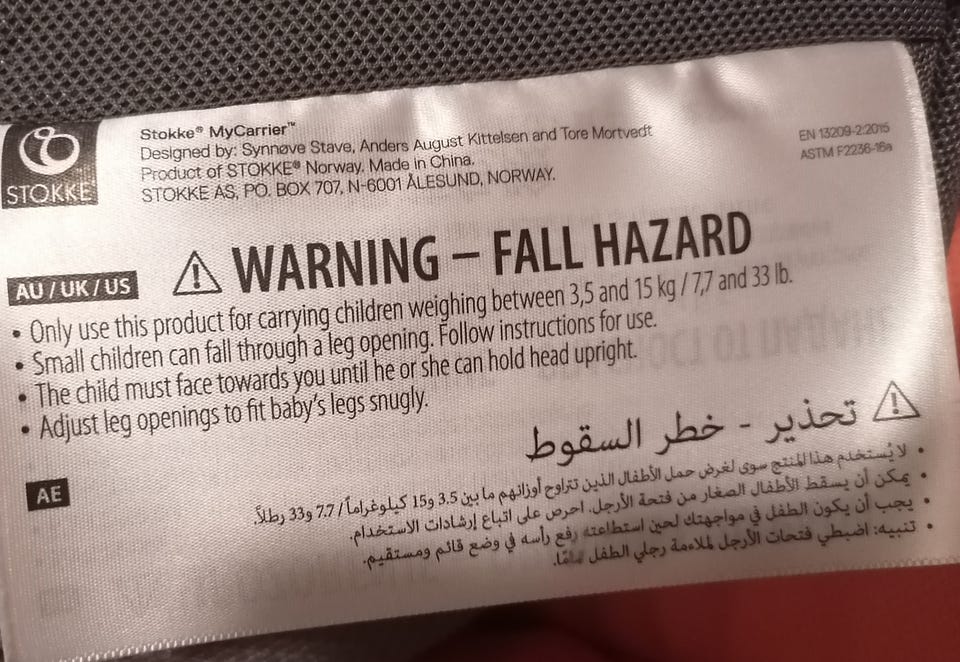 STOKKE
Stokke® MyCarrier™
Designed by: Synnøve Stave, Anders August Kittelsen and Tore Mortvedt
Product of STOKKE® Norway. Made in China.
STOKKE AS, P.O. BOX 707, N-6001 ÅLESUND, NORWAY.
EN 13209-2:2015
ASTM F2236-16a
AU / UK / US
WARNING – FALL HAZARD
• Only use this product for carrying children weighing between 3,5 and 15 kg / 7,7 and 33 lb.
• Small children can fall through a leg opening. Follow instructions for use.
• The child must face towards you until he or she can hold head upright.
• Adjust leg openings to fit baby's legs snugly.
AE
تحذير - خطر السقوط
• لا يُستخدم هذا المنتج سوى لغرض حمل الأطفال الذين تتراوح أوزانهم ما بين 3.5 و15 كيلوغراماً / 7.7 و33 رطلاً.
• يمكن أن يسقط الأطفال الصغار من فتحة الأرجل. احرص على اتباع إرشادات الاستخدام.
• يجب أن يكون الطفل في مواجهتك لحين استطاعته رفع رأسه في وضع قائم ومستقيم.
• تنبيه: اضبطي فتحات الأرجل لملاءمة رجلي الطفل تمامًا.